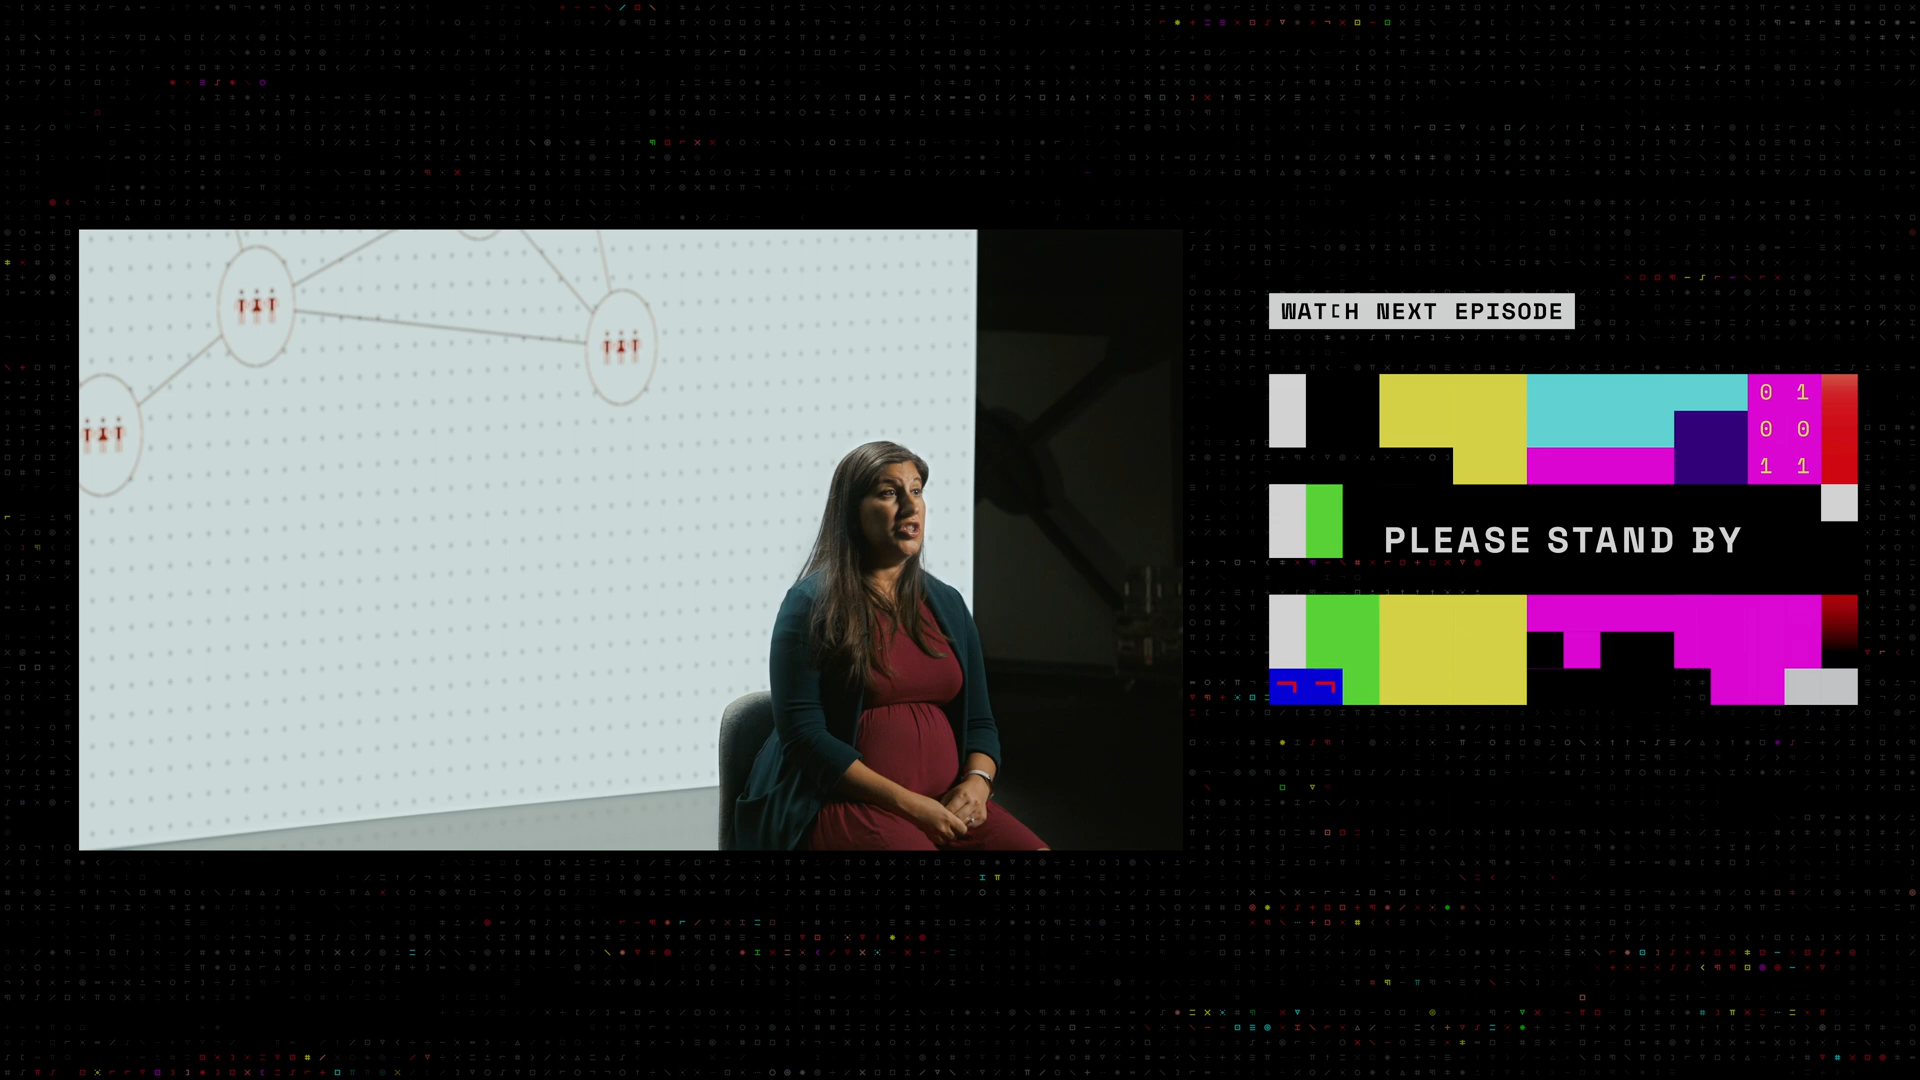 WATCH NEXT EPISODE
0 1
0 0
1 1
PLEASE STAND BY